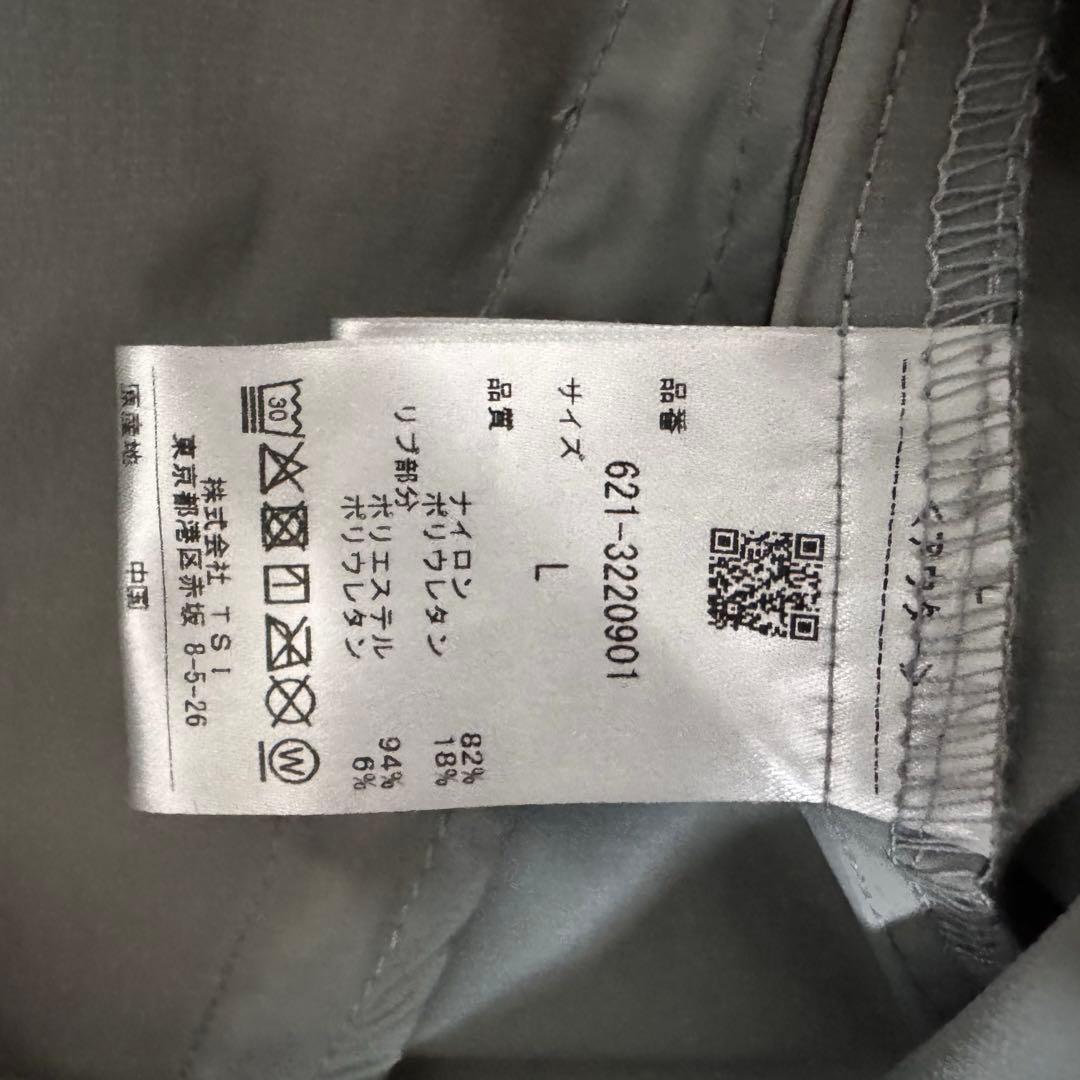 L
品番
621-3220901
サイズ
L
品質
ナイロン 82%
ポリウレタン 18%
リブ部分
ポリエステル 94%
ポリウレタン 6%
30
W
株式会社 TSI
東京都港区赤坂 8-5-26
原産地 中国